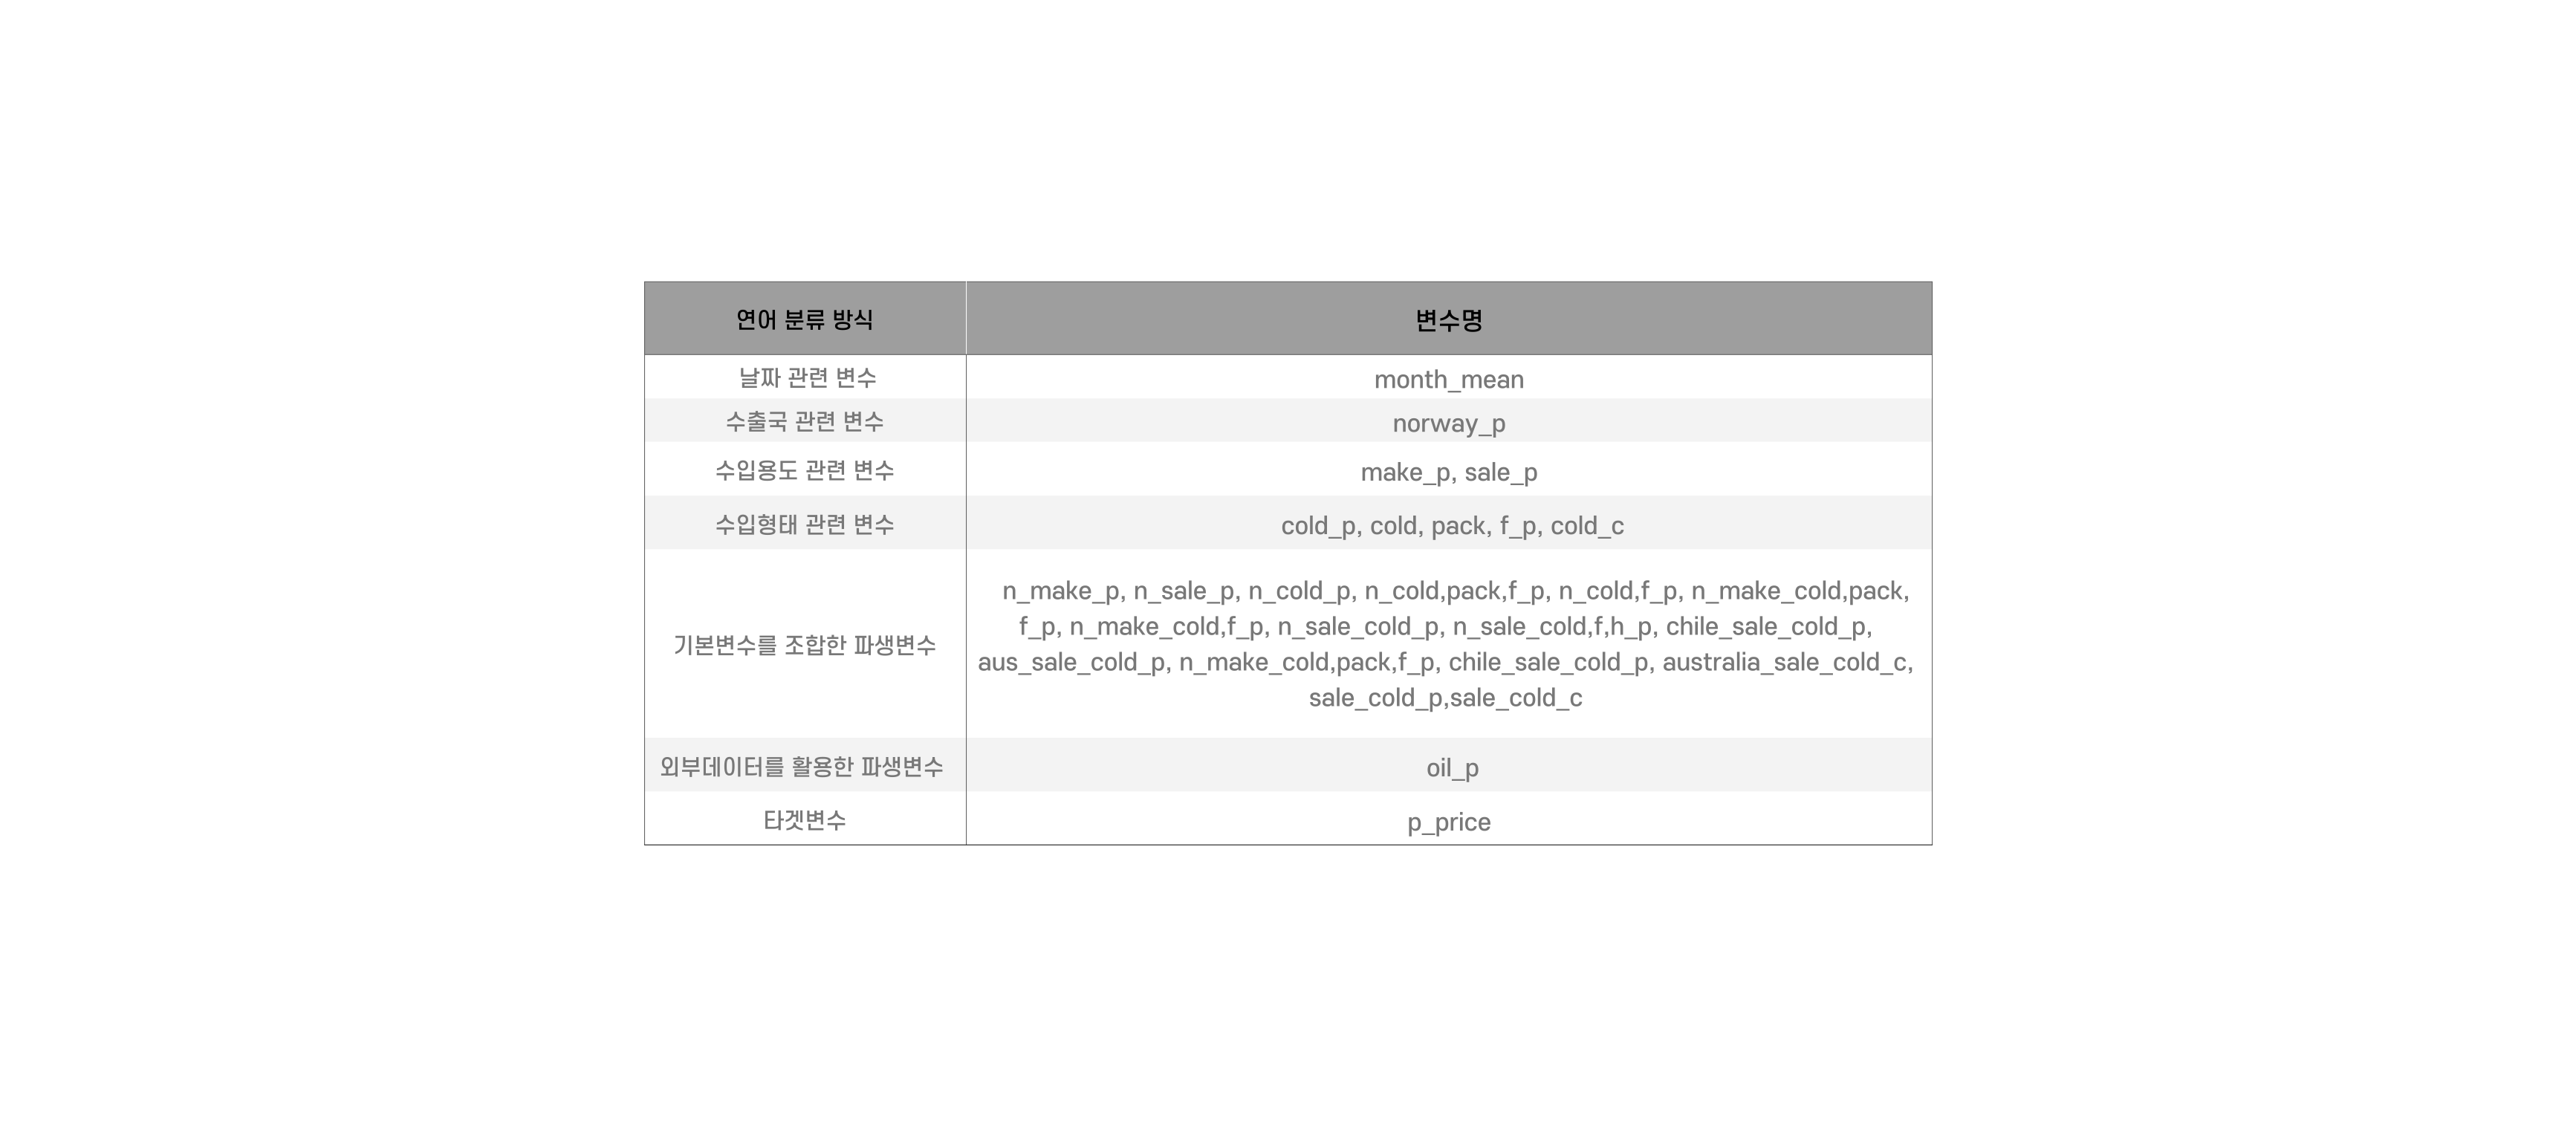 연어 분류 방식
변수명
날짜 관련 변수
month_mean
수출국 관련 변수
norway_p
수입용도 관련 변수
make_p, sale_p
수입형태 관련 변수
cold_p, cold, pack, f_p, cold_c
기본변수를 조합한 파생변수
n_make_p, n_sale_p, n_cold_p, n_cold,pack,f_p, n_cold,f_p, n_make_cold,pack,
f_p, n_make_cold,f_p, n_sale_cold_p, n_sale_cold,f,h_p, chile_sale_cold_p,
aus_sale_cold_p, n_make_cold,pack,f_p, chile_sale_cold_p, australia_sale_cold_c,
sale_cold_p,sale_cold_c
외부데이터를 활용한 파생변수
oil_p
타겟변수
p_price